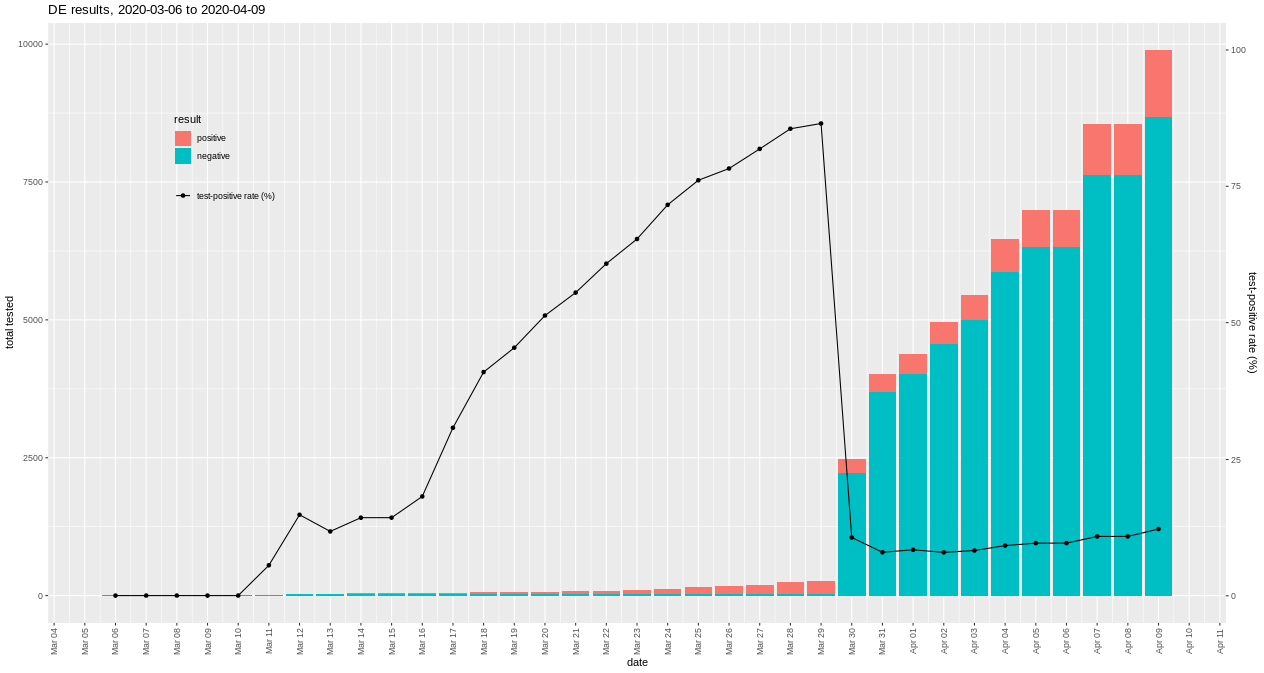 DE results, 2020-03-06 to 2020-04-09
10000
7500
5000
2500
0
total tested
result
positive
negative
test-positive rate (%)
100
75
50
25
0
test-positive rate (%)
Mar 04
Mar 05
Mar 06
Mar 07
Mar 08
Mar 09
Mar 10
Mar 11
Mar 12
Mar 13
Mar 14
Mar 15
Mar 16
Mar 17
Mar 18
Mar 19
Mar 20
Mar 21
Mar 22
Mar 23
Mar 24
Mar 25
Mar 26
Mar 27
Mar 28
Mar 29
Mar 30
Mar 31
Apr 01
Apr 02
Apr 03
Apr 04
Apr 05
Apr 06
Apr 07
Apr 08
Apr 09
Apr 10
Apr 11
date